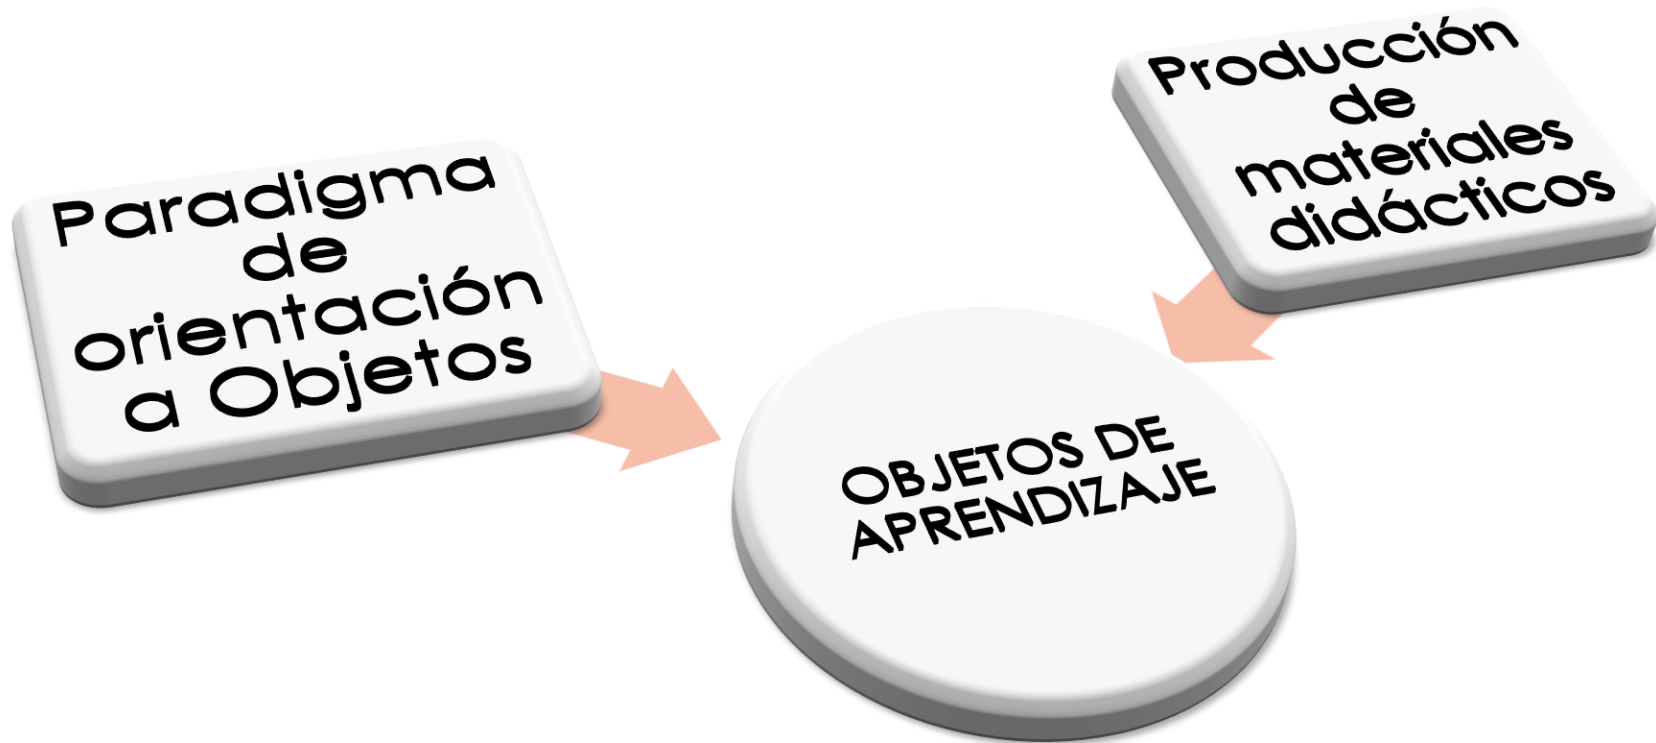 Paradigma
de
orientación
a Objetos
Producción
de
materiales
didácticos
OBJETOS DE
APRENDIZAJE